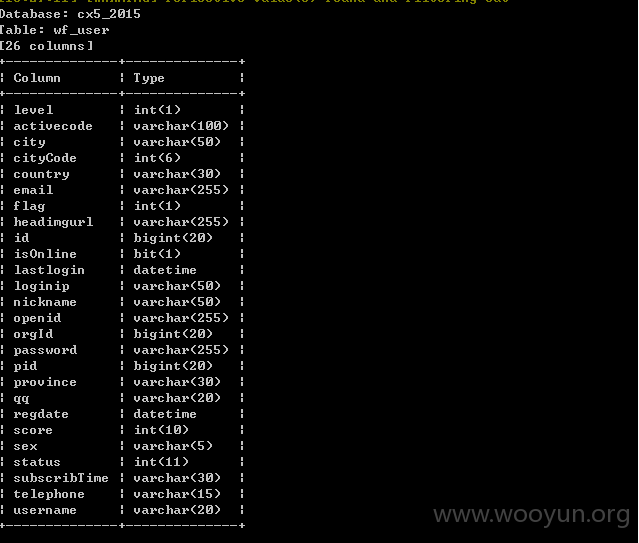 Database: cx5_2015
Table: wf_user
[26 columns]
+--------------+--------------+
¦ Column ¦ Type ¦
+--------------+--------------+
¦ level ¦ int(1) ¦
¦ activecode ¦ varchar(100) ¦
¦ city ¦ varchar(50) ¦
¦ cityCode ¦ int(6) ¦
¦ country ¦ varchar(30) ¦
¦ email ¦ varchar(255) ¦
¦ flag ¦ int(1) ¦
¦ headimgurl ¦ varchar(255) ¦
¦ id ¦ bigint(20) ¦
¦ isOnline ¦ bit(1) ¦
¦ lastlogin ¦ datetime ¦
¦ loginip ¦ varchar(50) ¦
¦ nickname ¦ varchar(50) ¦
¦ openid ¦ varchar(255) ¦
¦ orgId ¦ bigint(20) ¦
¦ password ¦ varchar(255) ¦
¦ pid ¦ bigint(20) ¦
¦ province ¦ varchar(30) ¦
¦ qq ¦ varchar(20) ¦
¦ regdate ¦ datetime ¦
¦ score ¦ int(10) ¦
¦ sex ¦ varchar(5) ¦
¦ status ¦ int(11) ¦
¦ subscribTime ¦ varchar(30) ¦
¦ telephone ¦ varchar(15) ¦
¦ username ¦ varchar(20) ¦
+--------------+--------------+
www.wooyun.org